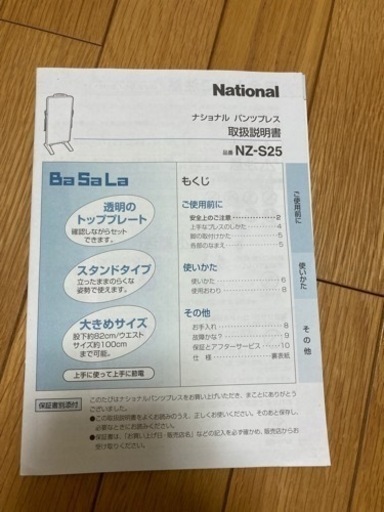 National
ナショナル パンツプレス
取扱説明書
品番 NZ-S25
BaSaLa
透明の
トッププレート
確認しながらセット
できます。
スタンドタイプ
立ったままのらくな
姿勢で使えます。
大きめサイズ
股下約82cm/ウエスト
サイズ約100cm
まで可能。
上手に使って上手に節電
もくじ
ご使用前に
安全上のご注意 2
上手なプレスのしかた 4
脚の取付けかた 5
各部のなまえ 5
使いかた
使いかた 6
使用おわり 8
その他
お手入れ 8
故障かな? 9
保証とアフターサービス 10
仕 様 裏表紙
ご使用前に
使いかた
その他
保証書別添付
このたびはナショナルパンツプレスをお買い上げいただき、まことにありがとう
ございました。
●この取扱説明書をよくお読みのうえ、正しくお使いください。そのあと保存し、
必要なときにお読みください。
●保証書は、「お買い上げ日・販売店名」などの記入を必ず確かめ、販売店からお
受け取りください。